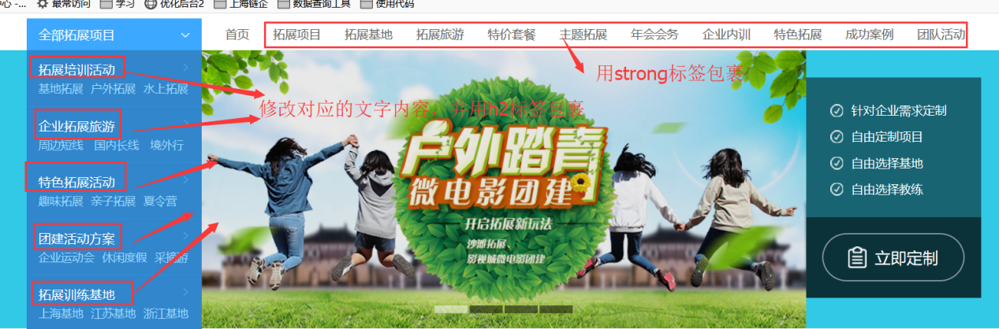 中心 -... 最常访问 学习 优化后台2 上海链企 数据查询工具 使用代码
全部拓展项目 首页 拓展项目 拓展基地 拓展旅游 特价套餐 主题拓展 年会会务 企业内训 特色拓展 成功案例 团队活动
拓展培训活动
基地拓展 户外拓展 水上拓展
企业拓展旅游
周边短线 国内长线 境外行
特色拓展活动
趣味拓展 亲子拓展 夏令营
团建活动方案
企业运动会 休闲度假 采摘游
拓展训练基地
上海基地 江苏基地 浙江基地
用strong标签包裹
修改对应的文字内容，并用h2标签包裹
户外踏青
微电影团建
开启拓展新玩法
沙滩拓展、
影视城微电影团建
针对企业需求定制
自由定制项目
自由选择基地
自由选择教练
立即定制